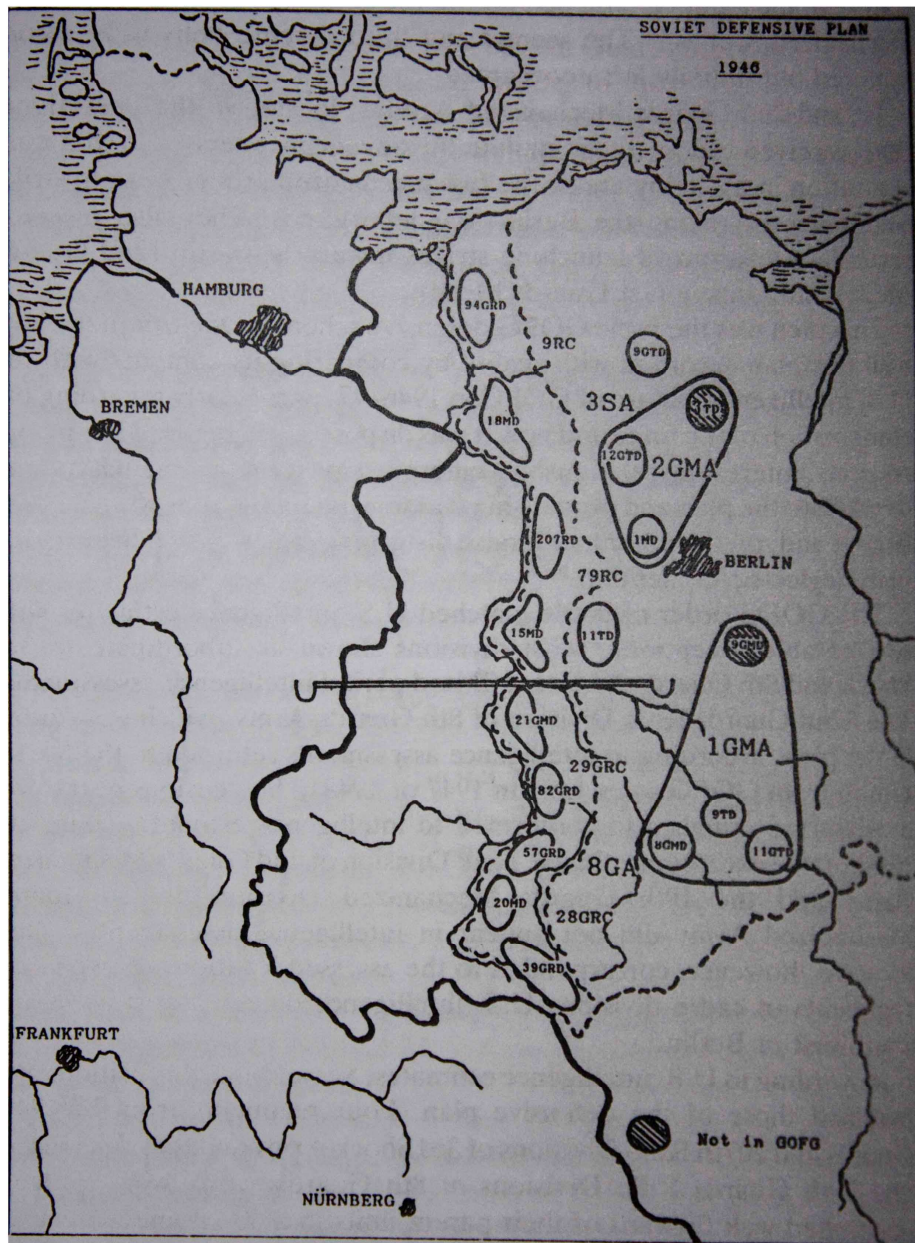 SOVIET DEFENSIVE PLAN
1946
HAMBURG
94GRD
9RC
9GTD
BREMEN
3SA
1TD
18MD
12GTD
2GMA
207RD
1MD
BERLIN
79RC
15MD
11TD
9GMD
21GMD
1GMA
29GRC
82GRD
9TD
57GRD
8GA
8GMD
11GTD
20MD
28GRC
39GRD
FRANKFURT
Not in GOFG
NÜRNBERG